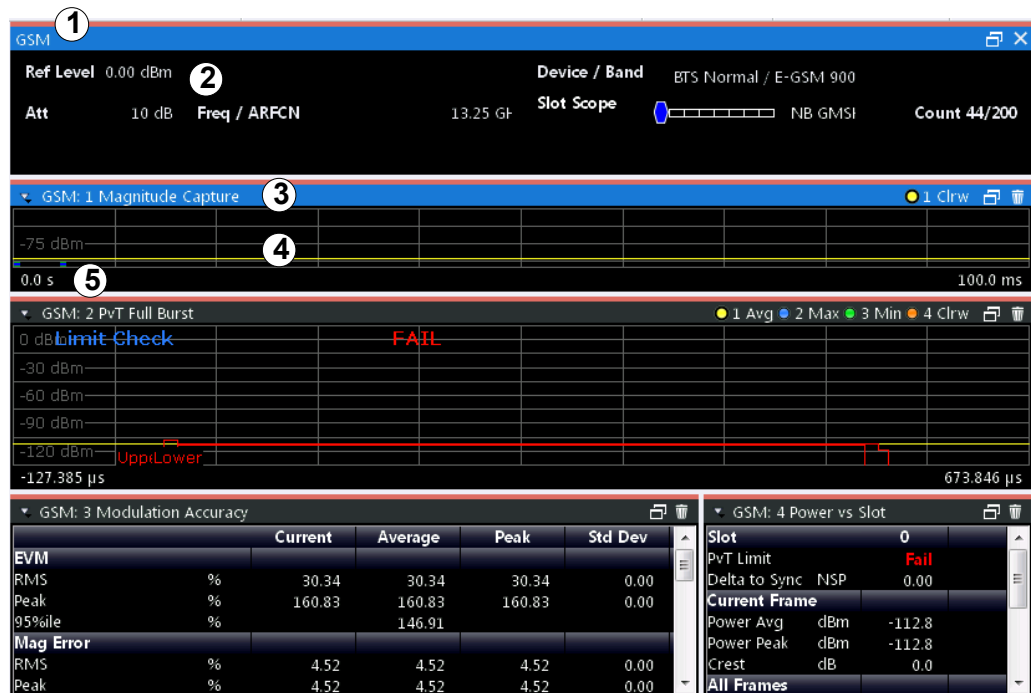 1
GSM
Ref Level 0.00 dBm 2 Device / Band BTS Normal / E-GSM 900
Att 10 dB Freq / ARFCN 13.25 GH Slot Scope NB GMSI Count 44/200
GSM: 1 Magnitude Capture 3 1 Clrw
-75 dBm 4
0.0 s 5 100.0 ms
GSM: 2 PvT Full Burst 1 Avg 2 Max 3 Min 4 Clrw
0 dBm Limit Check FAIL
-30 dBm
-60 dBm
-90 dBm
-120 dBm Uppe Lower
-127.385 µs 673.846 µs
GSM: 3 Modulation Accuracy
Current Average Peak Std Dev
EVM
RMS % 30.34 30.34 30.34 0.00
Peak % 160.83 160.83 160.83 0.00
95%ile % 146.91
Mag Error
RMS % 4.52 4.52 4.52 0.00
Peak % 4.52 4.52 4.52 0.00
GSM: 4 Power vs Slot
Slot 0
PvT Limit Fail
Delta to Sync NSP 0.00
Current Frame
Power Avg dBm -112.8
Power Peak dBm -112.8
Crest dB 0.0
All Frames